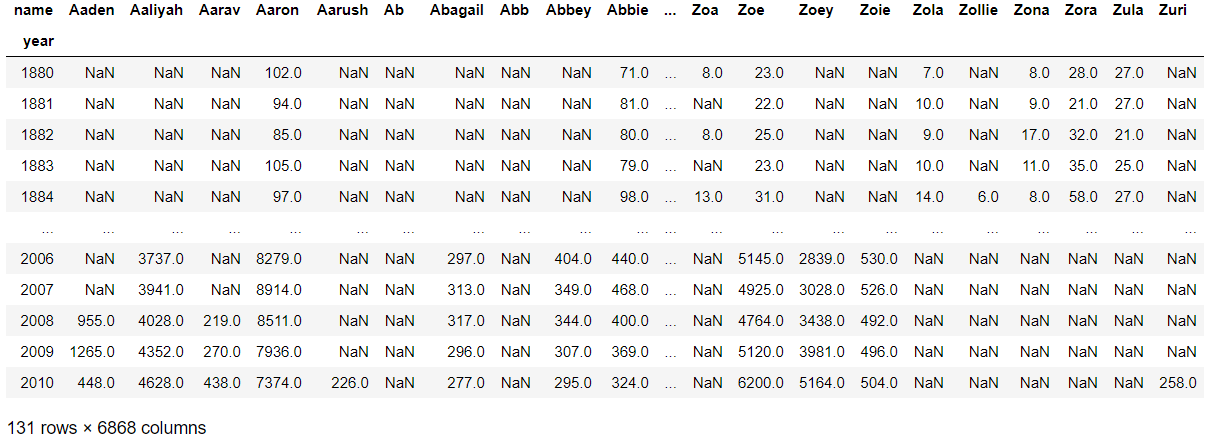 name Aaden Aaliyah Aarav Aaron Aarush Ab Abagail Abb Abbey Abbie ... Zoa Zoe Zoey Zoie Zola Zollie Zona Zora Zula Zuri
year
1880 NaN NaN NaN 102.0 NaN NaN NaN NaN NaN 71.0 ... 8.0 23.0 NaN NaN 7.0 NaN 8.0 28.0 27.0 NaN
1881 NaN NaN NaN 94.0 NaN NaN NaN NaN NaN 81.0 ... NaN 22.0 NaN NaN 10.0 NaN 9.0 21.0 27.0 NaN
1882 NaN NaN NaN 85.0 NaN NaN NaN NaN NaN 80.0 ... 8.0 25.0 NaN NaN 9.0 NaN 17.0 32.0 21.0 NaN
1883 NaN NaN NaN 105.0 NaN NaN NaN NaN NaN 79.0 ... NaN 23.0 NaN NaN 10.0 NaN 11.0 35.0 25.0 NaN
1884 NaN NaN NaN 97.0 NaN NaN NaN NaN NaN 98.0 ... 13.0 31.0 NaN NaN 14.0 6.0 8.0 58.0 27.0 NaN
... ... ... ... ... ... ... ... ... ... ... ... ... ... ... ... ... ... ... ... ... ...
2006 NaN 3737.0 NaN 8279.0 NaN NaN 297.0 NaN 404.0 440.0 ... NaN 5145.0 2839.0 530.0 NaN NaN NaN NaN NaN NaN
2007 NaN 3941.0 NaN 8914.0 NaN NaN 313.0 NaN 349.0 468.0 ... NaN 4925.0 3028.0 526.0 NaN NaN NaN NaN NaN NaN
2008 955.0 4028.0 219.0 8511.0 NaN NaN 317.0 NaN 344.0 400.0 ... NaN 4764.0 3438.0 492.0 NaN NaN NaN NaN NaN NaN
2009 1265.0 4352.0 270.0 7936.0 NaN NaN 296.0 NaN 307.0 369.0 ... NaN 5120.0 3981.0 496.0 NaN NaN NaN NaN NaN NaN
2010 448.0 4628.0 438.0 7374.0 226.0 NaN 277.0 NaN 295.0 324.0 ... NaN 6200.0 5164.0 504.0 NaN NaN NaN NaN NaN 258.0
131 rows × 6868 columns